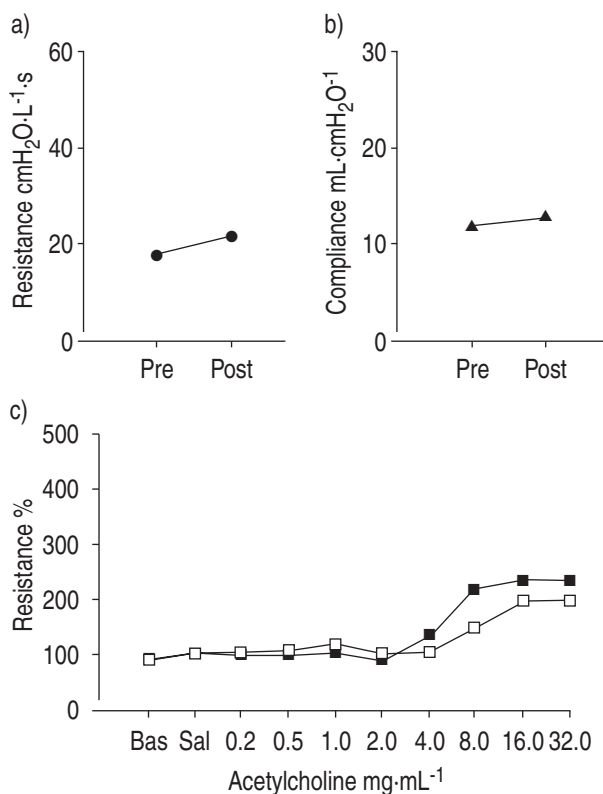 a)
60
40
20
0
Resistance cmH₂O·L⁻¹·s
Pre Post
b)
30
20
10
0
Compliance mL·cmH₂O⁻¹
Pre Post
c)
500
400
300
200
100
0
Resistance %
Bas Sal 0.2 0.5 1.0 2.0 4.0 8.0 16.0 32.0
Acetylcholine mg·mL⁻¹